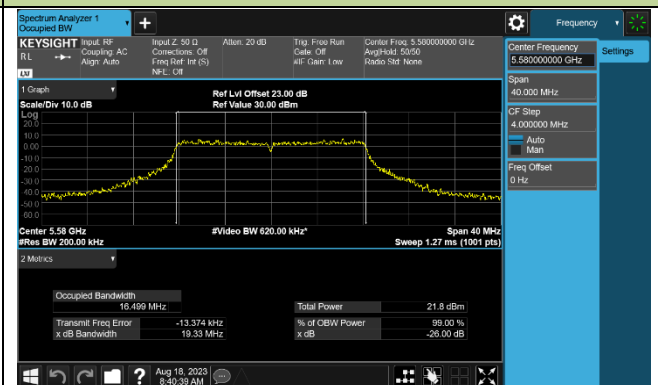 Spectrum Analyzer 1
Occupied BW
+
Frequency
KEYSIGHT
RL
LXI
Input: RF
Coupling: AC
Align: Auto
Input Z: 50 Ω
Corrections: Off
Freq Ref: Int (S)
NFE: Off
Atten: 20 dB
Trig: Free Run
Gate: Off
#IF Gain: Low
Center Freq: 5.580000000 GHz
Avg|Hold: 50/50
Radio Std: None
Center Frequency
5.58000000 GHz
Settings
Span
40.000 MHz
CF Step
4.000000 MHz
Auto
Man
Freq Offset
0 Hz
1 Graph
Scale/Div 10.0 dB
Ref Lvl Offset 23.00 dB
Ref Value 30.00 dBm
Log
20.0
10.0
0.00
-10.0
-20.0
-30.0
-40.0
-50.0
-60.0
Center 5.58 GHz
#Res BW 200.00 kHz
#Video BW 620.00 kHz*
Span 40 MHz
Sweep 1.27 ms (1001 pts)
2 Metrics
Occupied Bandwidth
16.499 MHz
Total Power 21.8 dBm
Transmit Freq Error -13.374 kHz
% of OBW Power 99.00 %
x dB Bandwidth 19.33 MHz
x dB -26.00 dB
?
Aug 18, 2023
8:40:39 AM